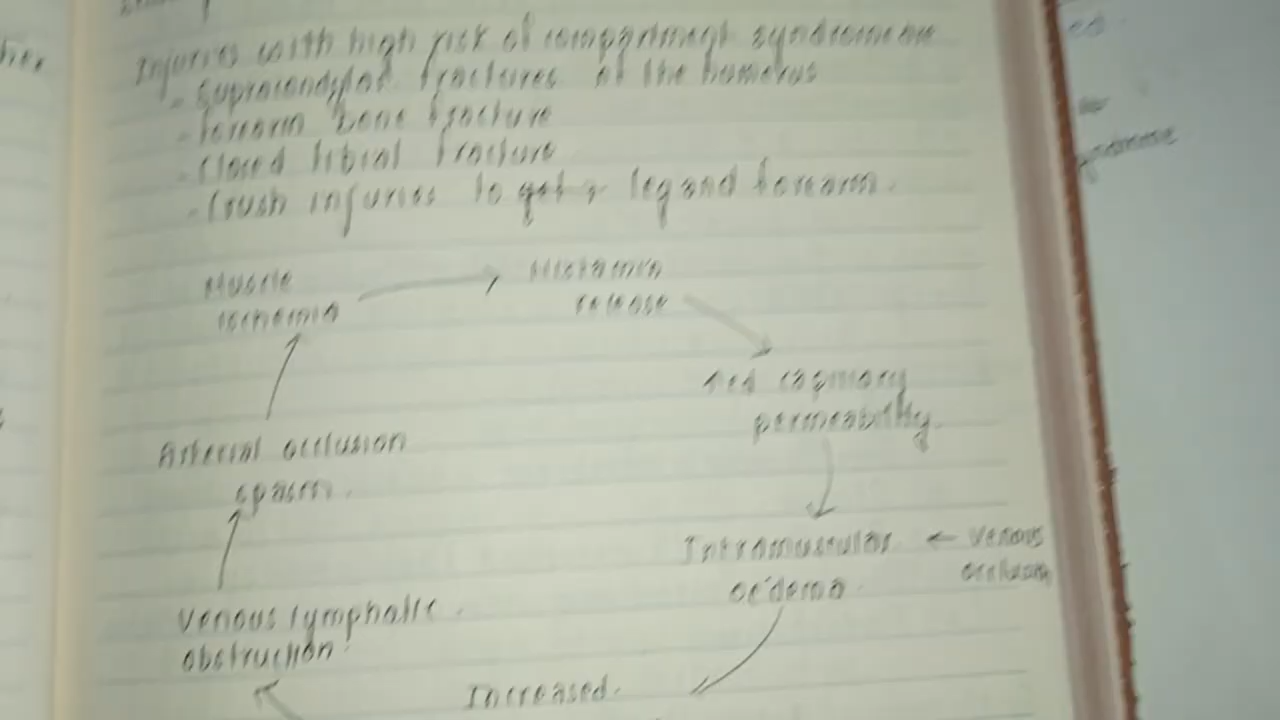 Injuries with high risk of compartment syndrome are
- Supracondylar fractures of the humerus
- Forearm bone fracture
- Closed tibial fracture
- Crush injuries to leg and forearm.
Muscle
ischemia
Histamin
release
capillary
permeability.
Arterial occlusion
spasm.
Intramuscular ← Venous
oedema. occlusion
Venous lymphatic.
obstruction.
Increased.